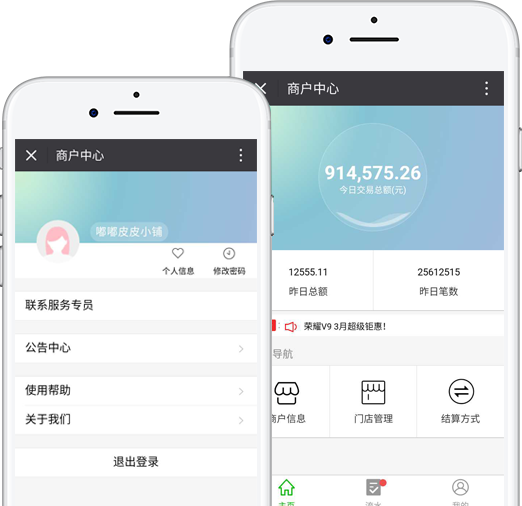 商户中心
嘟嘟皮皮小铺
个人信息
修改密码
联系服务专员
公告中心
使用帮助
关于我们
退出登录
商户中心
914,575.26
今日交易总额(元)
12555.11
昨日总额
25612515
昨日笔数
荣耀V9 3月超级钜惠!
导航
商户信息
门店管理
结算方式
主页
流水
我的